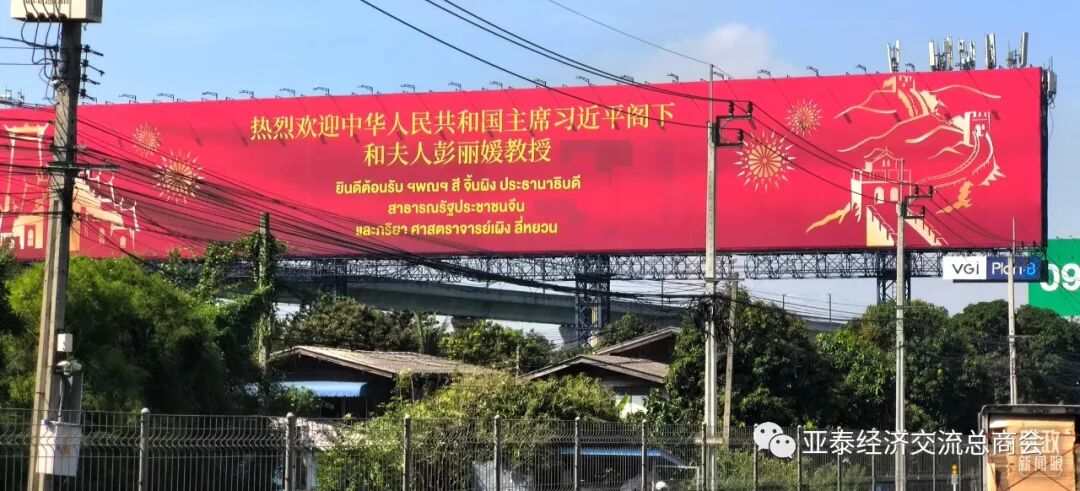 热烈欢迎中华人民共和国主席习近平阁下
和夫人彭丽媛教授
ยินดีต้อนรับ ฯพณฯ สี จิ้นผิง ประธานาธิบดี
สาธารณรัฐประชาชนจีน
และภริยา ศาสตราจารย์เผิง ลี่หยวน
VGI Plan B
09
亚泰经济交流总商会
新闻眼